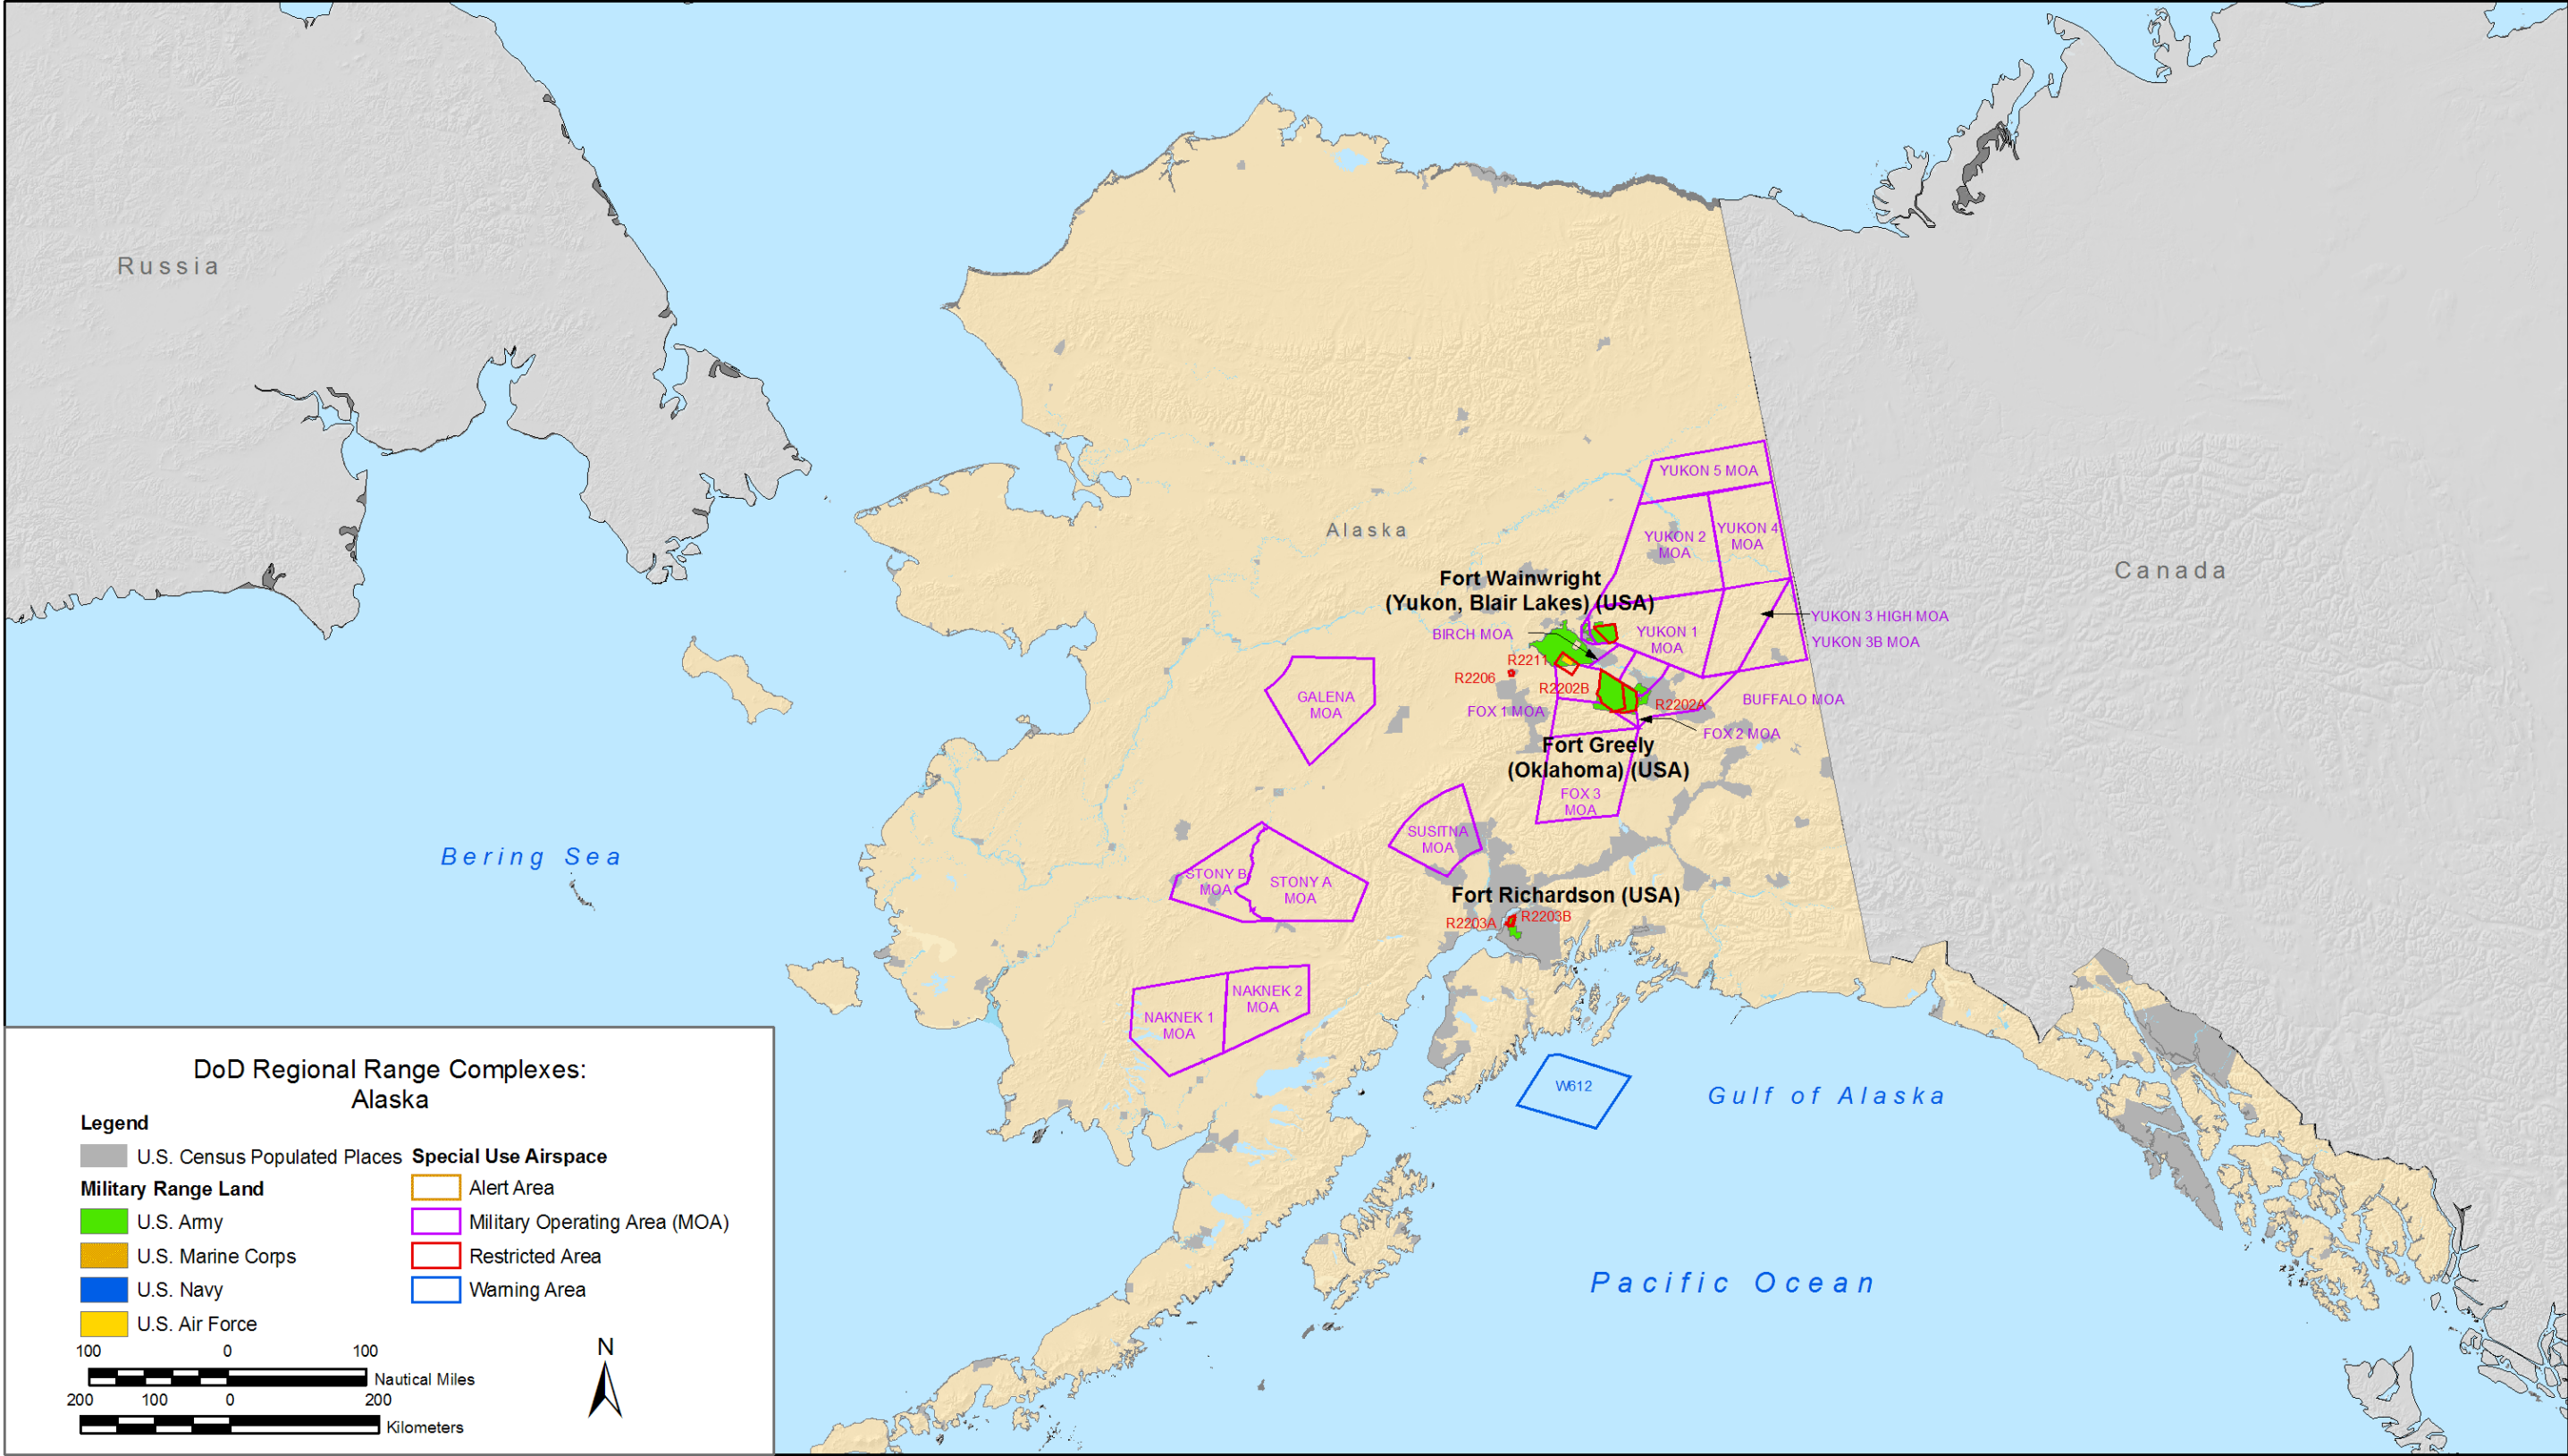 Russia
Alaska
Canada
YUKON 5 MOA
YUKON 2
MOA
YUKON 4
MOA
Fort Wainwright
(Yukon, Blair Lakes) (USA)
YUKON 3 HIGH MOA
YUKON 3B MOA
BIRCH MOA
YUKON 1
MOA
R2211
R2206
R2202B
R2202A
BUFFALO MOA
GALENA
MOA
FOX 1 MOA
FOX 2 MOA
Fort Greely
(Oklahoma) (USA)
FOX 3
MOA
SUSITNA
MOA
Bering Sea
STONY B
MOA
STONY A
MOA
Fort Richardson (USA)
R2203A
R2203B
NAKNEK 1
MOA
NAKNEK 2
MOA
W612
Gulf of Alaska
Pacific Ocean
DoD Regional Range Complexes:
Alaska
Legend
U.S. Census Populated Places
Military Range Land
U.S. Army
U.S. Marine Corps
U.S. Navy
U.S. Air Force
Special Use Airspace
Alert Area
Military Operating Area (MOA)
Restricted Area
Warning Area
100 0 100
Nautical Miles
200 100 0 200
Kilometers
N